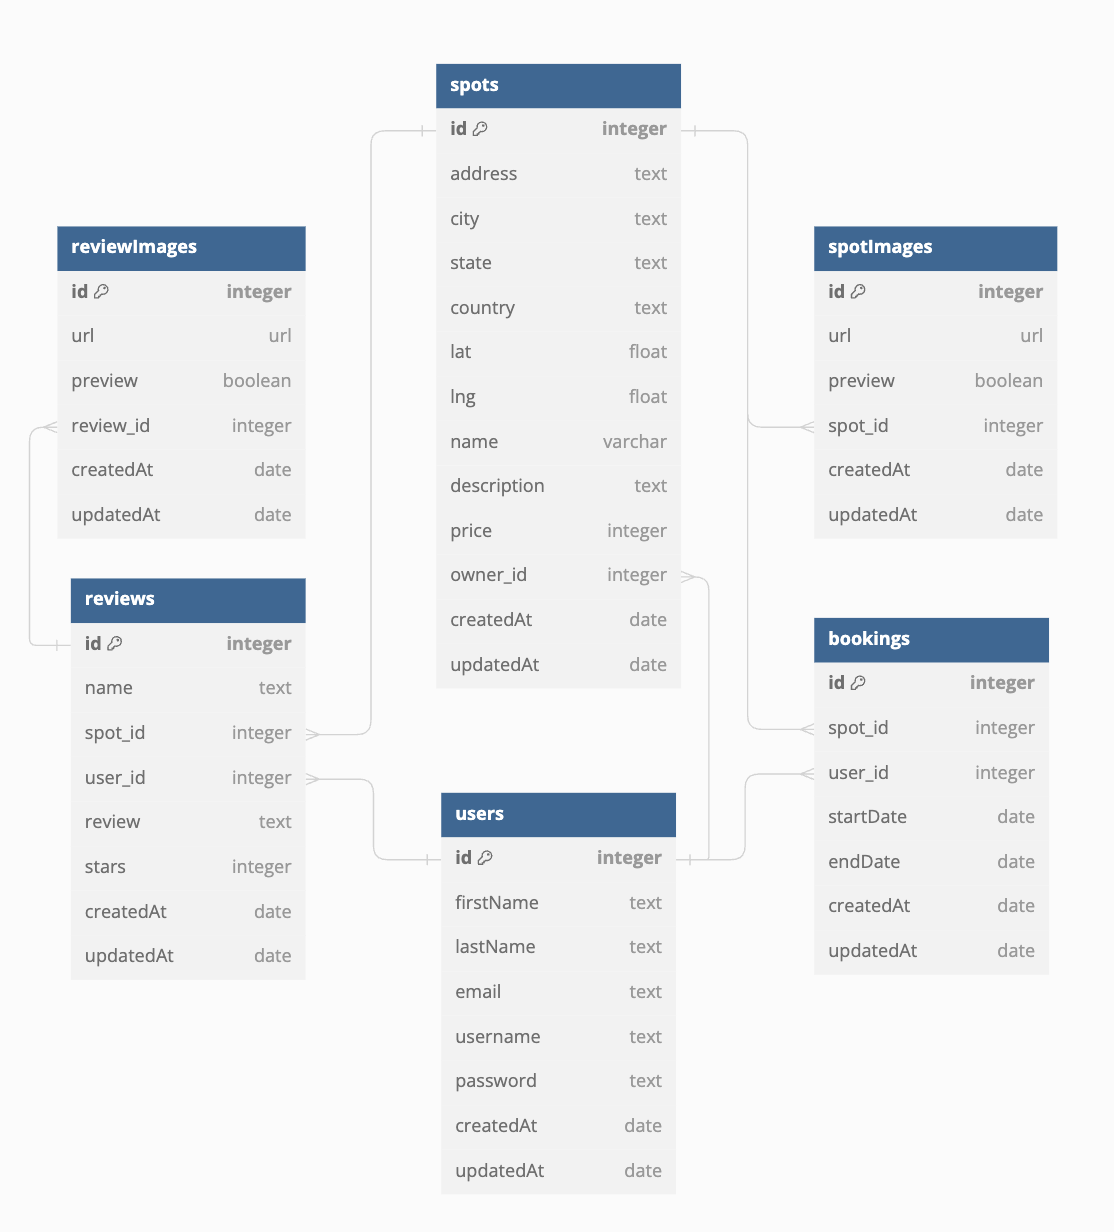 spots
id integer
address text
city text
state text
country text
lat float
lng float
name varchar
description text
price integer
owner_id integer
createdAt date
updatedAt date
reviewImages
id integer
url url
preview boolean
review_id integer
createdAt date
updatedAt date
spotImages
id integer
url url
preview boolean
spot_id integer
createdAt date
updatedAt date
reviews
id integer
name text
spot_id integer
user_id integer
review text
stars integer
createdAt date
updatedAt date
bookings
id integer
spot_id integer
user_id integer
startDate date
endDate date
createdAt date
updatedAt date
users
id integer
firstName text
lastName text
email text
username text
password text
createdAt date
updatedAt date